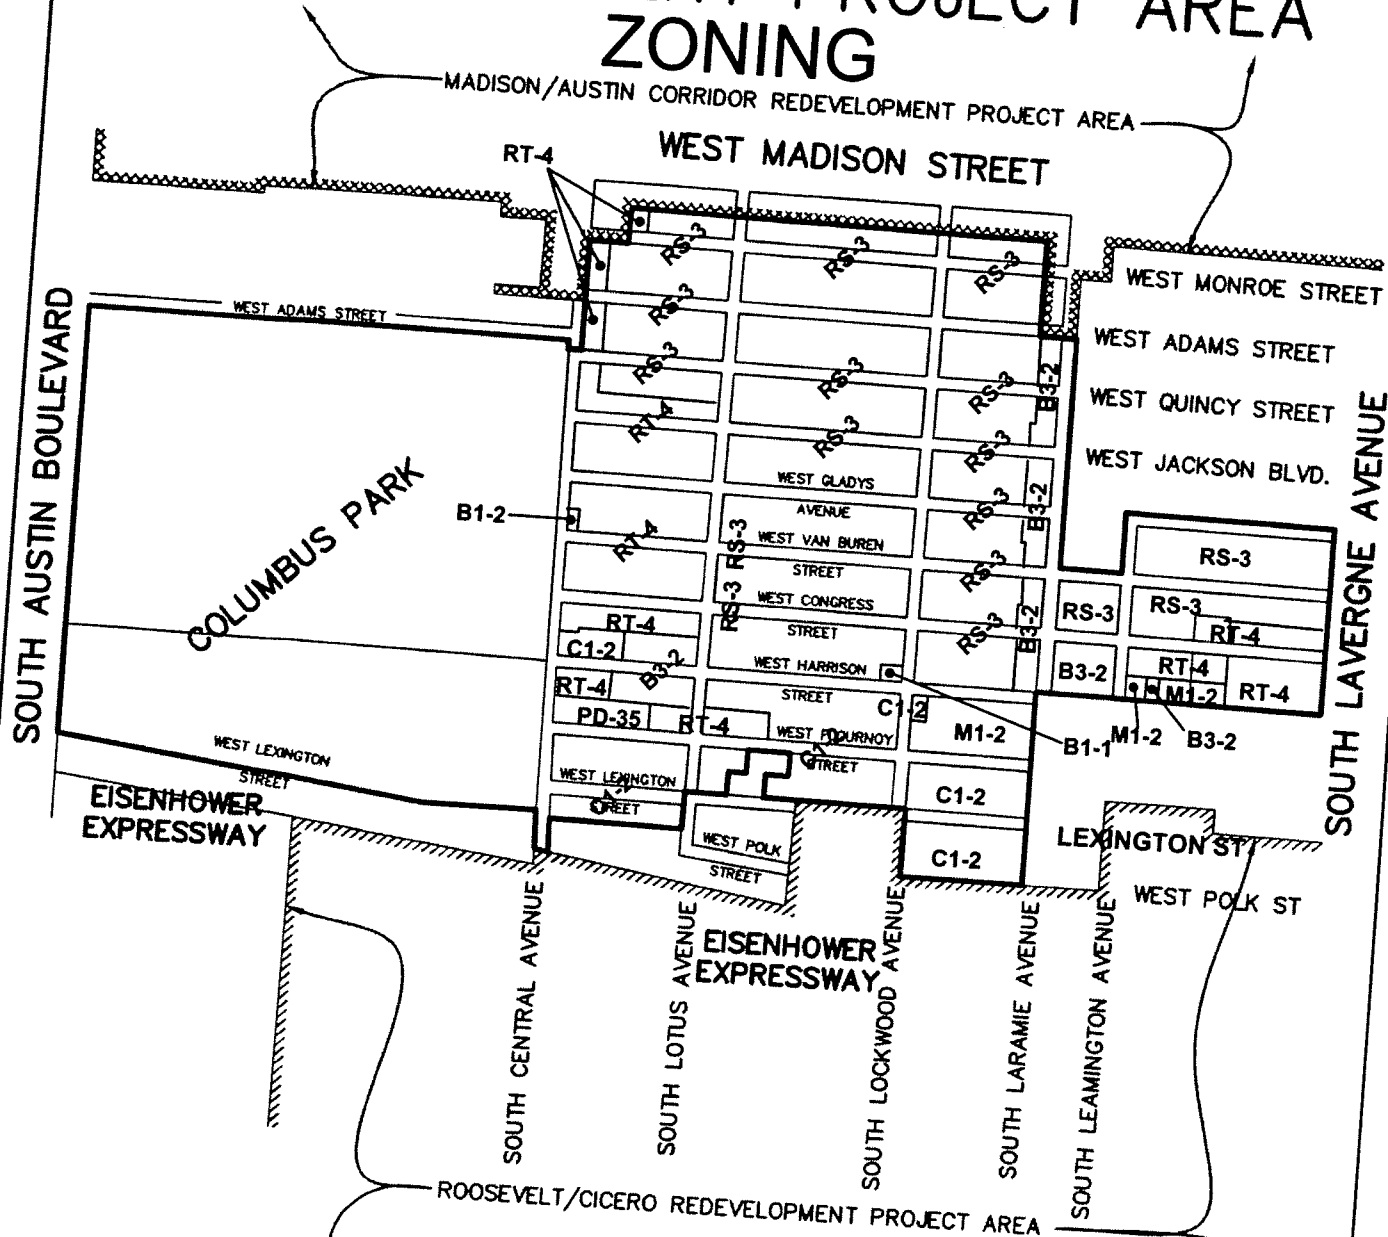 PROJECT AREA
ZONING
MADISON/AUSTIN CORRIDOR REDEVELOPMENT PROJECT AREA
WEST MADISON STREET
RT-4
RS-3
RS-3
RS-3
WEST MONROE STREET
RS-3
WEST ADAMS STREET
WEST ADAMS STREET
RS-3
RS-3
RS-3
B3-2
WEST QUINCY STREET
RT-4
RS-3
RS-3
WEST JACKSON BLVD.
SOUTH AUSTIN BOULEVARD
COLUMBUS PARK
SOUTH LAVERGNE AVENUE
WEST GLADYS
AVENUE
B1-2
RT-4
RS-3
WEST VAN BUREN
STREET
RS-3
B3-2
RS-3
RS-3
WEST CONGRESS
STREET
RS-3
B3-2
RS-3
RS-3
RT-4
RT-4
C1-2
B3-2
WEST HARRISON
STREET
B3-2
RT-4
M1-2
RT-4
RT-4
PD-35
RT-4
C1-2
M1-2
B1-1
M1-2
B3-2
WEST FLOURNOY
STREET
WEST LEXINGTON
STREET
WEST LEXINGTON
STREET
C1-2
EISENHOWER
EXPRESSWAY
WEST POLK
STREET
C1-2
LEXINGTON ST
WEST POLK ST
EISENHOWER
EXPRESSWAY
SOUTH CENTRAL AVENUE
SOUTH LOTUS AVENUE
SOUTH LOCKWOOD AVENUE
SOUTH LARAMIE AVENUE
SOUTH LEAMINGTON AVENUE
ROOSEVELT/CICERO REDEVELOPMENT PROJECT AREA